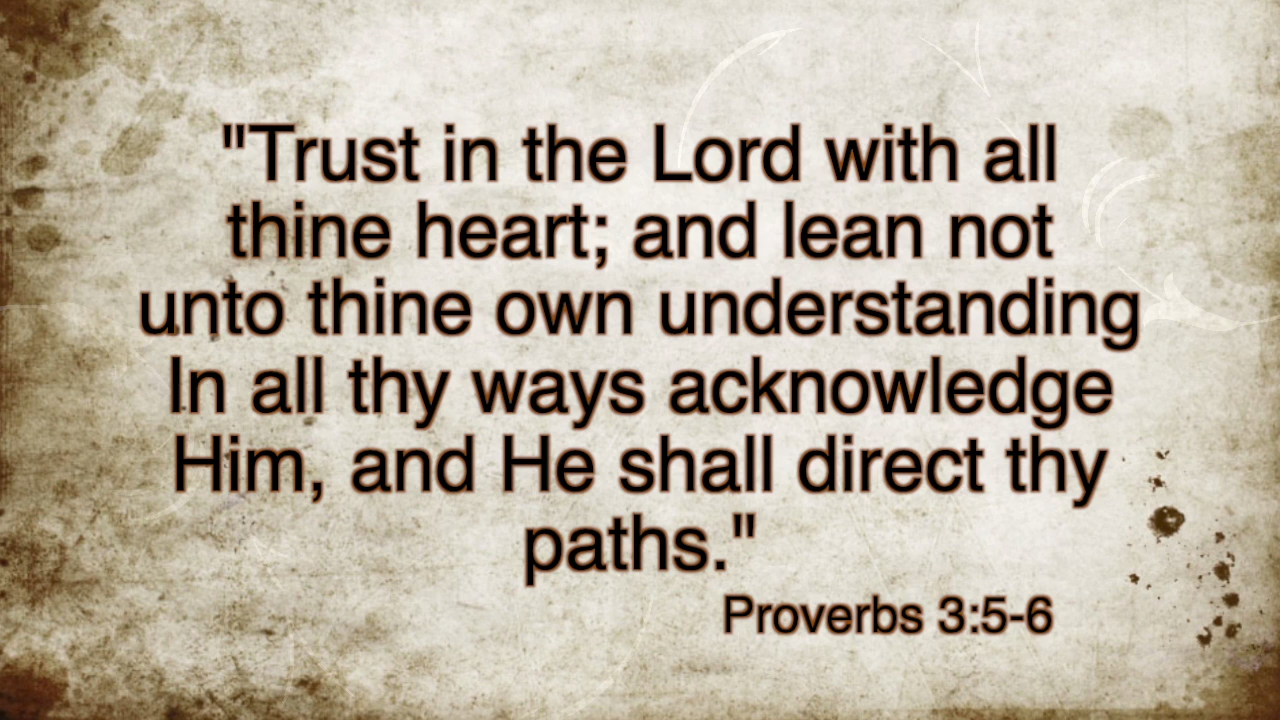 "Trust in the Lord with all
thine heart; and lean not
unto thine own understanding
In all thy ways acknowledge
Him, and He shall direct thy
paths."
Proverbs 3:5-6